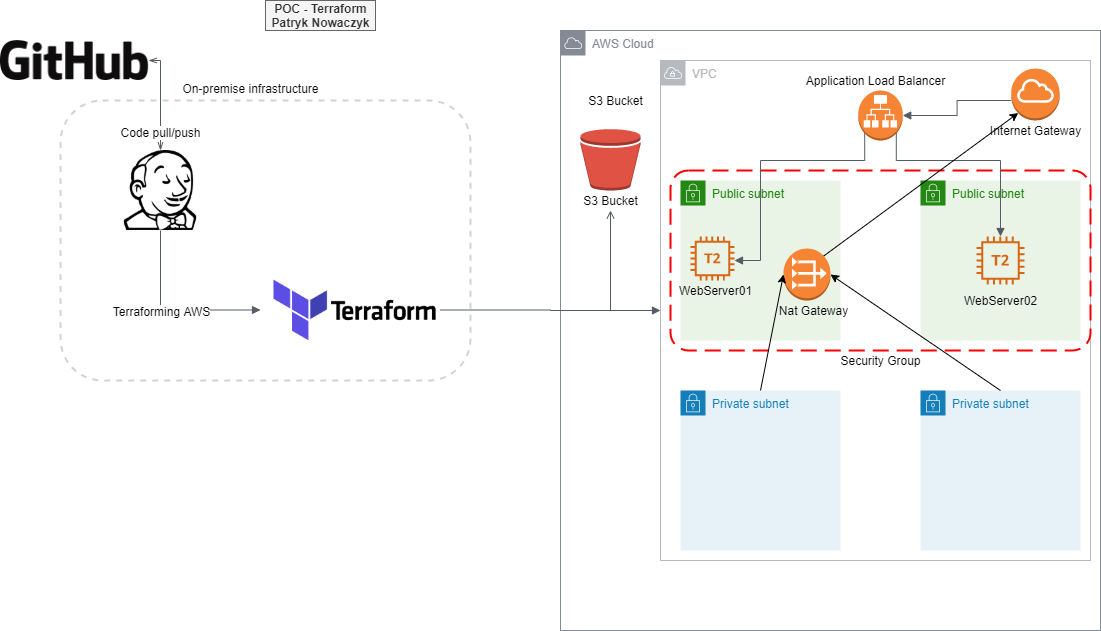 POC - Terraform
Patryk Nowaczyk
GitHub
On-premise infrastructure
Code pull/push
Terraforming AWS
Terraform
AWS Cloud
S3 Bucket
S3 Bucket
VPC
Application Load Balancer
Internet Gateway
Public subnet
Public subnet
T2
WebServer01
Nat Gateway
T2
WebServer02
Security Group
Private subnet
Private subnet